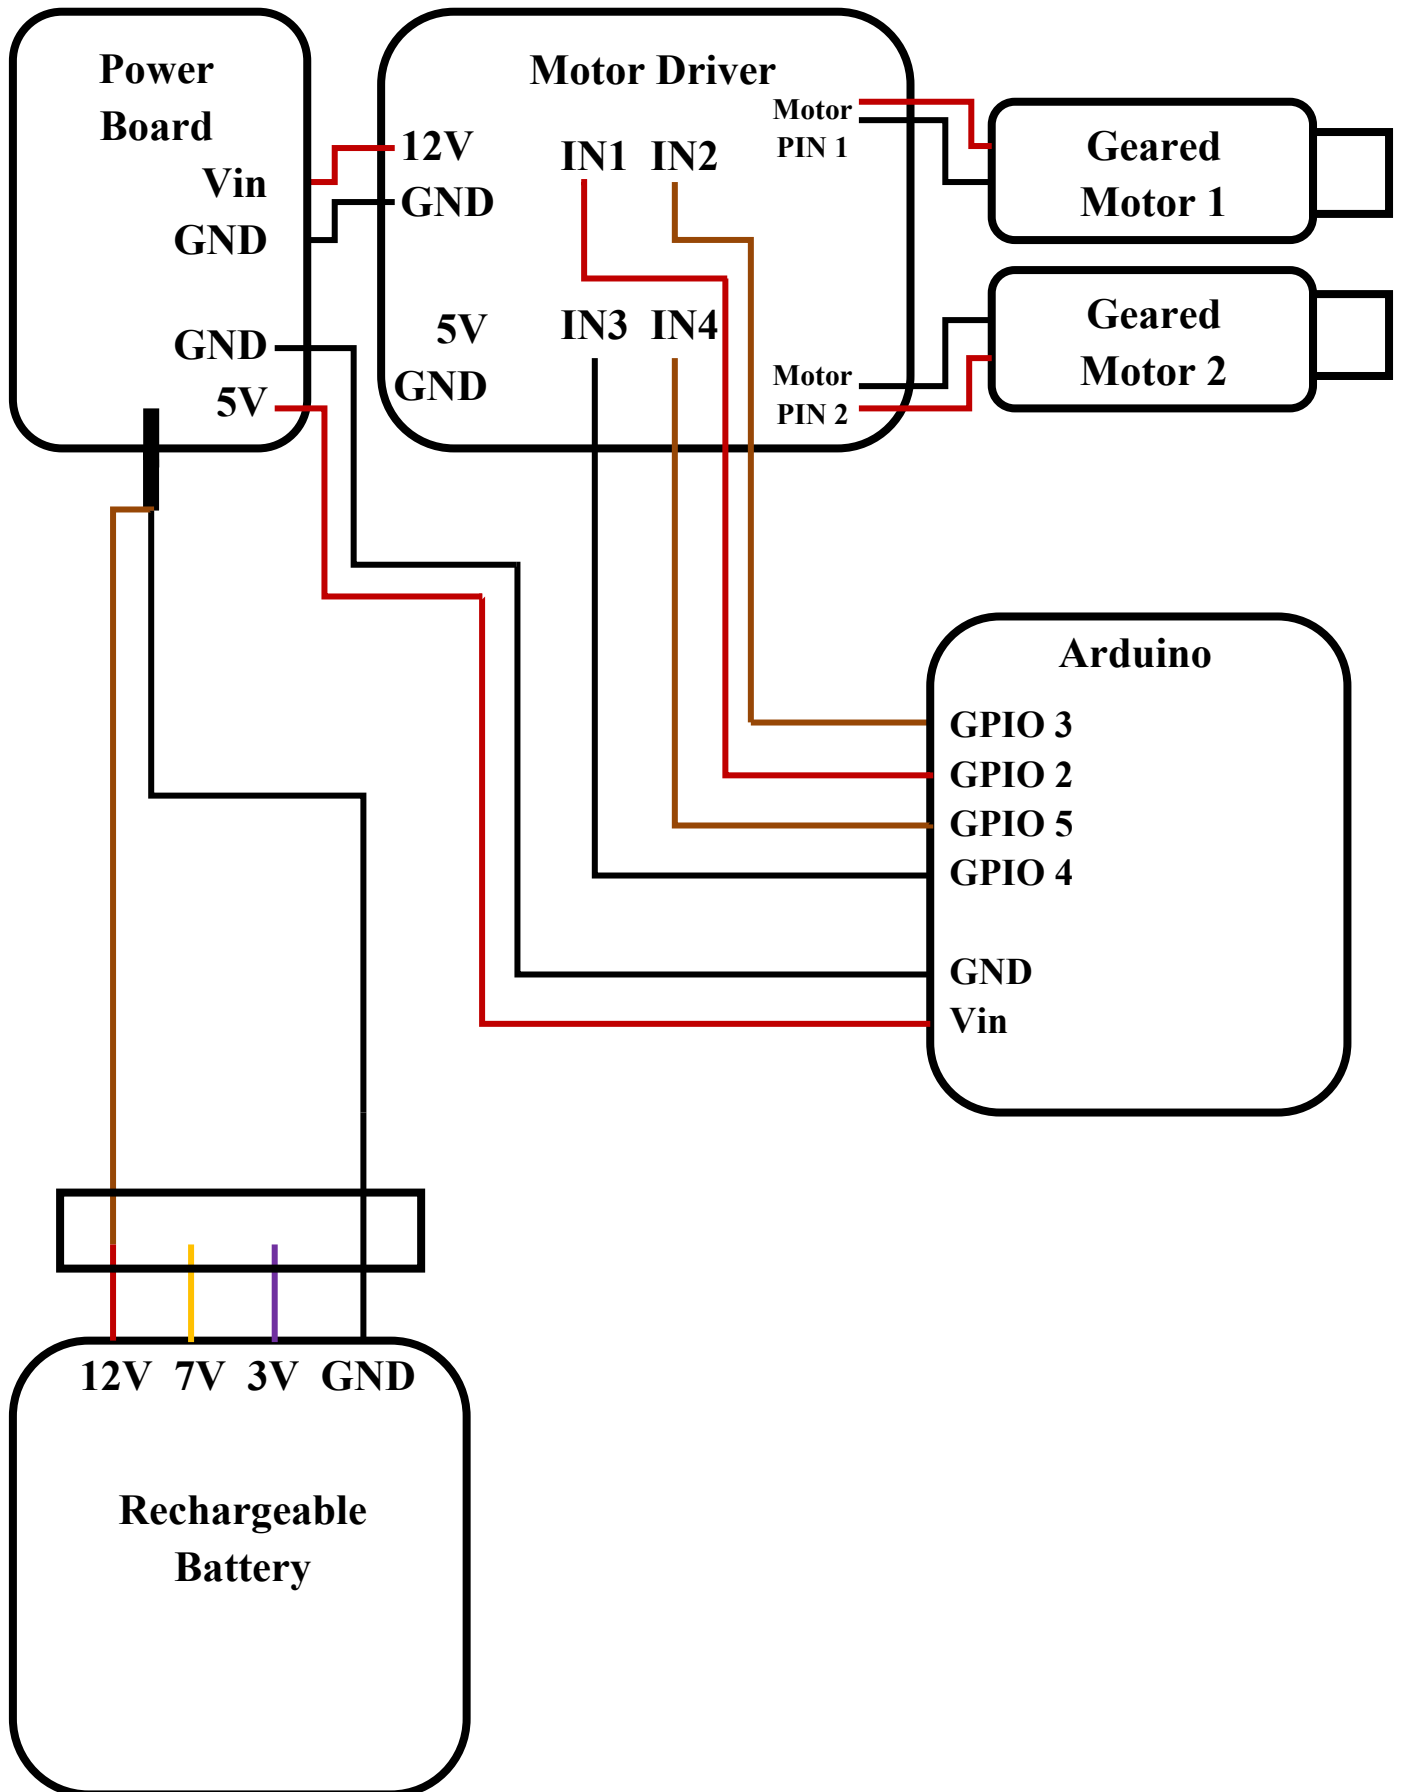 Power
Board
Vin
GND
GND
5V
Motor Driver
12V
GND
IN1 IN2
5V
GND
IN3 IN4
Motor
PIN 1
Motor
PIN 2
Geared
Motor 1
Geared
Motor 2
Arduino
GPIO 3
GPIO 2
GPIO 5
GPIO 4
GND
Vin
12V 7V 3V GND
Rechargeable
Battery